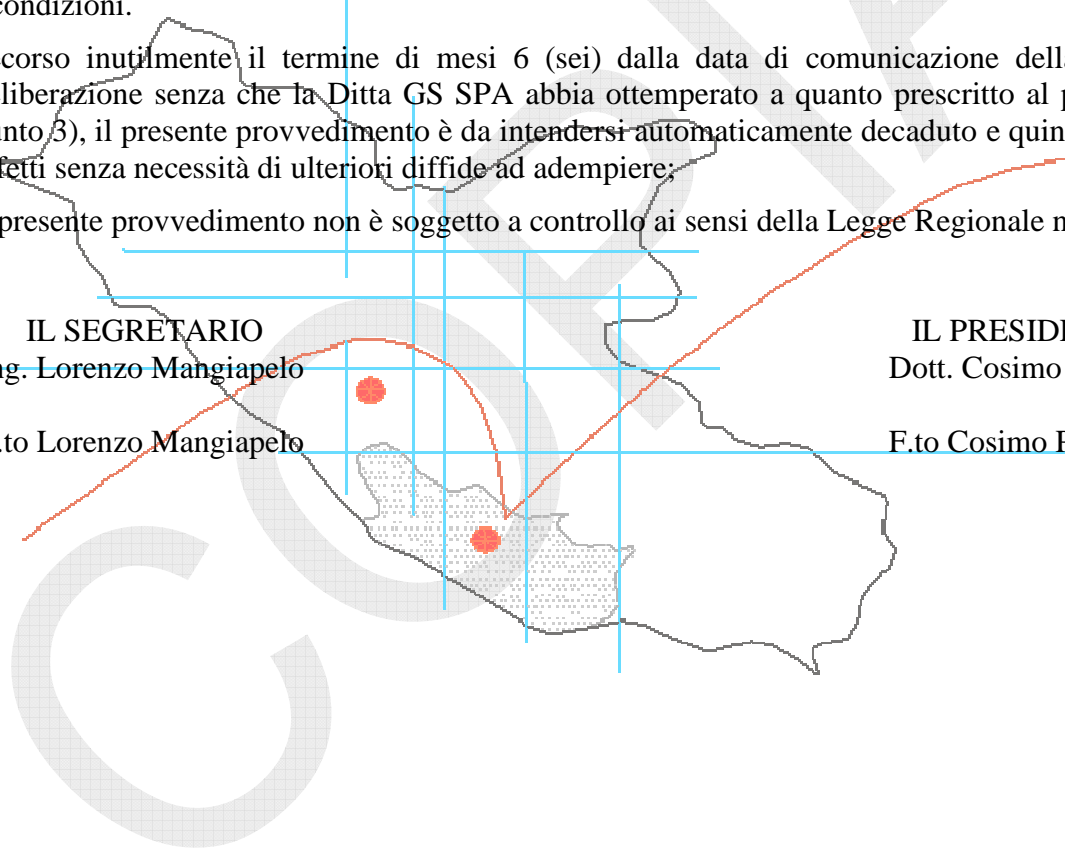 condizioni.
corso inutilmente il termine di mesi 6 (sei) dalla data di comunicazione della
liberazione senza che la Ditta GS SPA abbia ottemperato a quanto prescritto al p
unto 3), il presente provvedimento è da intendersi automaticamente decaduto e quin
fetti senza necessità di ulteriori diffide ad adempiere;
presente provvedimento non è soggetto a controllo ai sensi della Legge Regionale n
IL SEGRETARIO IL PRESIDI
ng. Lorenzo Mangiapelo Dott. Cosimo
.to Lorenzo Mangiapelo F.to Cosimo P
COPIA